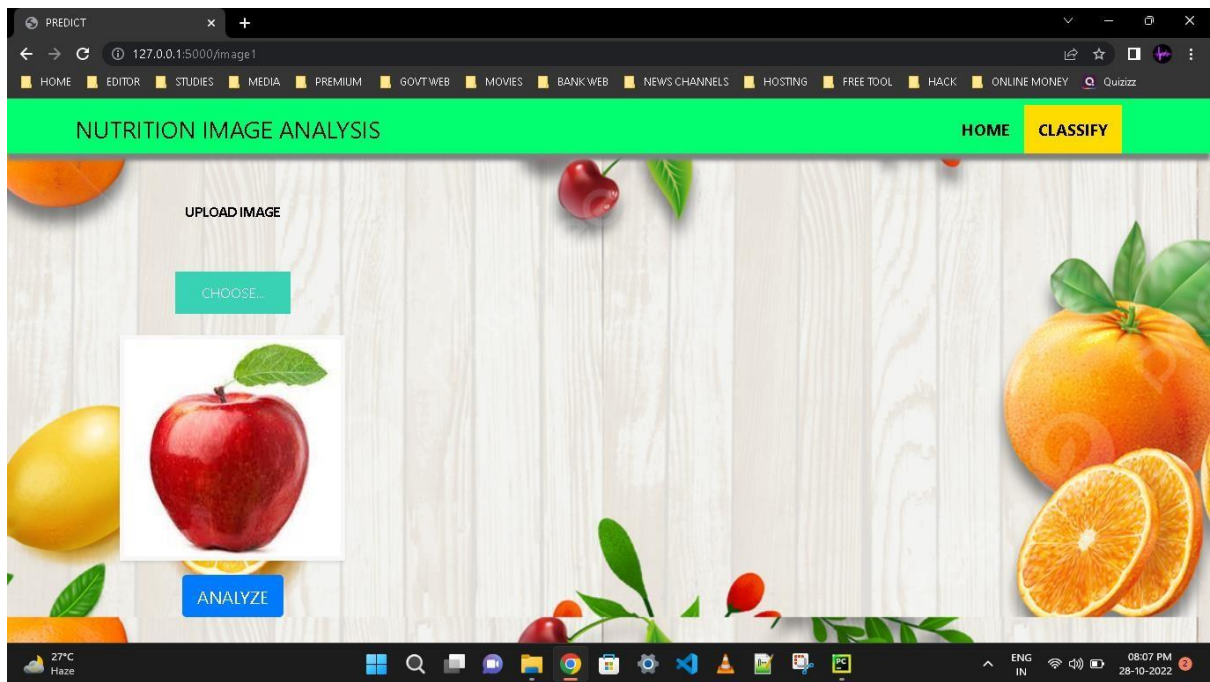 PREDICT
127.0.0.1:5000/image1
HOME EDITOR STUDIES MEDIA PREMIUM GOVT WEB MOVIES BANK WEB NEWS CHANNELS HOSTING FREE TOOL HACK ONLINE MONEY Quizizz
NUTRITION IMAGE ANALYSIS HOME CLASSIFY
UPLOAD IMAGE
CHOOSE...
ANALYZE
27°C
Haze
ENG
IN
08:07 PM
28-10-2022
2